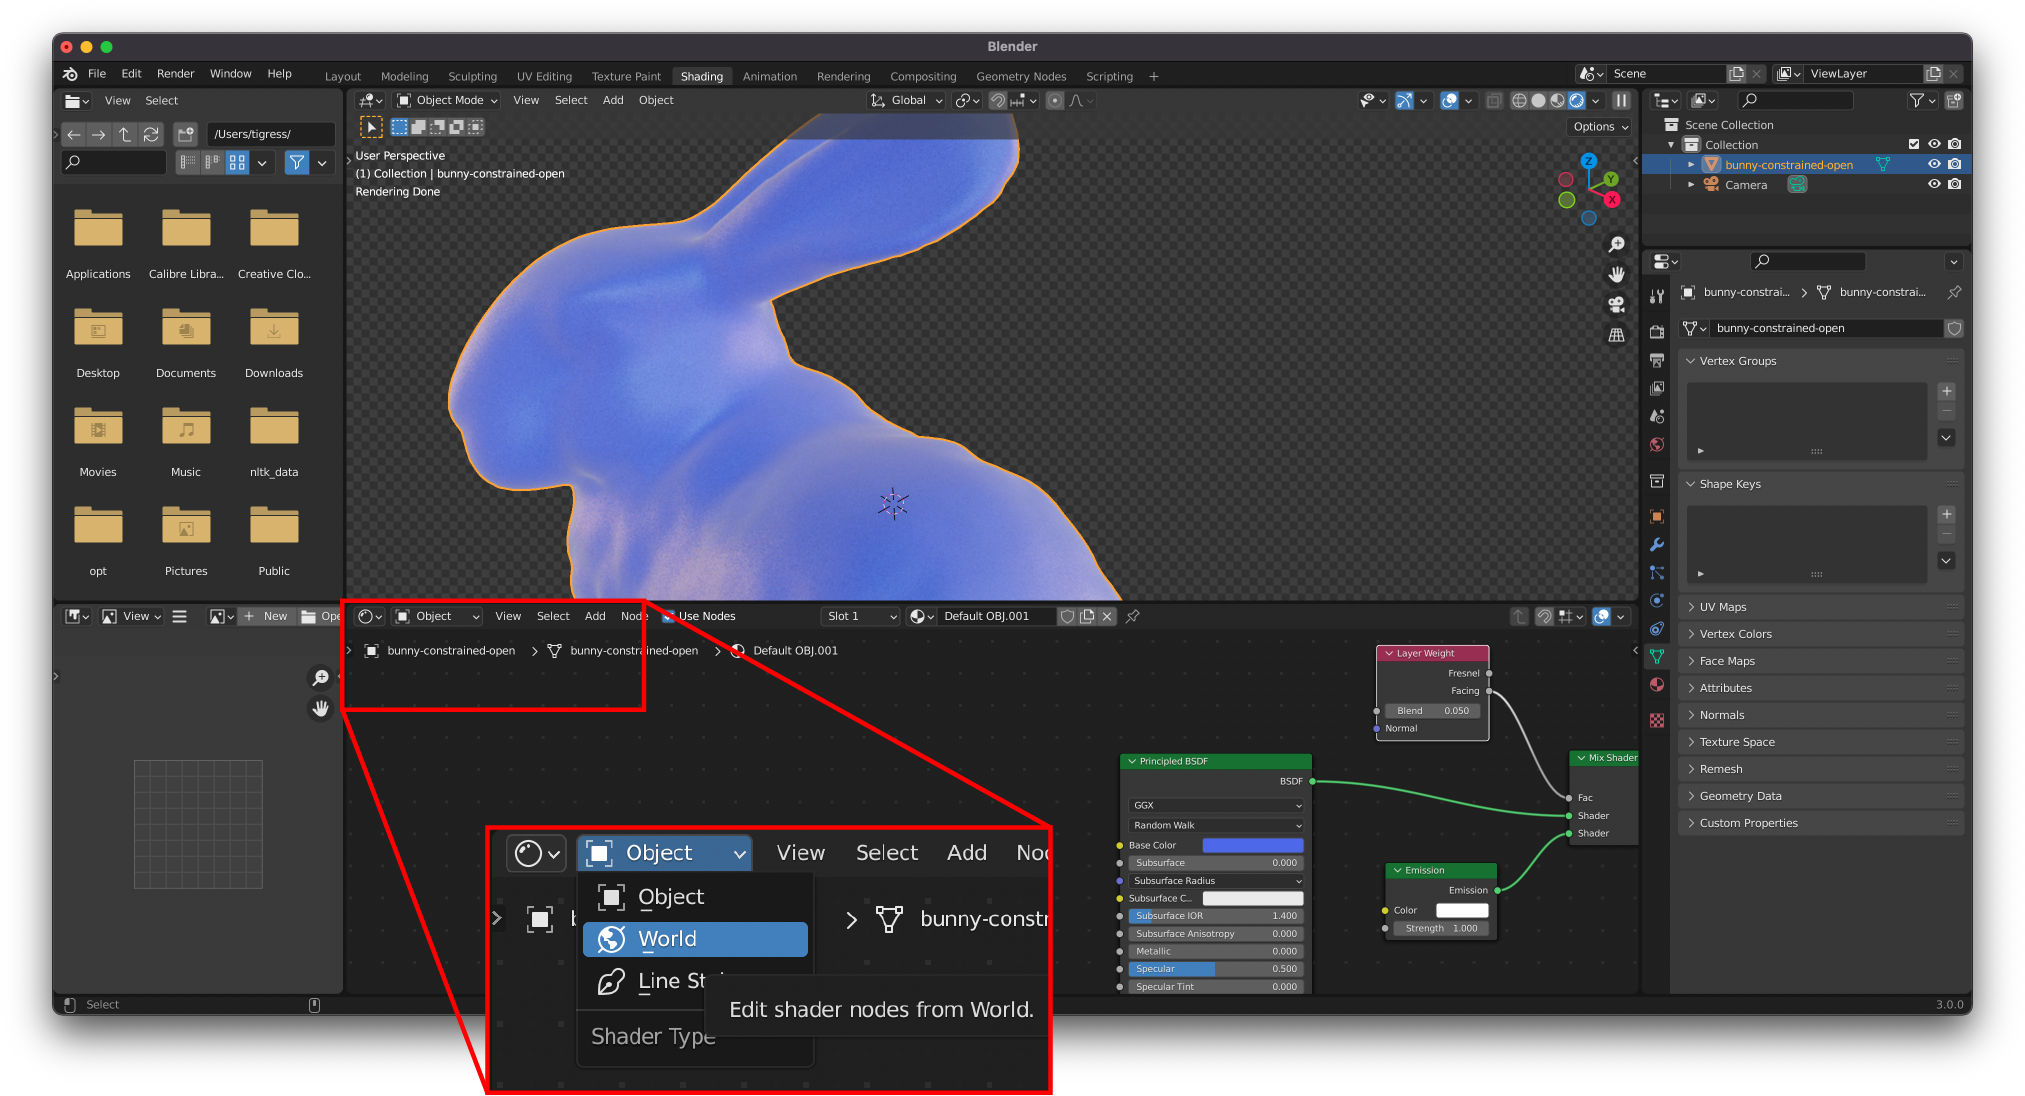 Blender
File Edit Render Window Help Layout Modeling Sculpting UV Editing Texture Paint Shading Animation Rendering Compositing Geometry Nodes Scripting + Scene ViewLayer
View Select
/Users/tigress/
Applications Calibre Libra... Creative Clo...
Desktop Documents Downloads
Movies Music nltk_data
opt Pictures Public
Object Mode View Select Add Object Global
Options
User Perspective
(1) Collection | bunny-constrained-open
Rendering Done
Z
Y
X
Scene Collection
Collection
bunny-constrained-open
Camera
bunny-constrai... > bunny-constrai...
bunny-constrained-open
Vertex Groups
Shape Keys
UV Maps
Vertex Colors
Face Maps
Attributes
Normals
Texture Space
Remesh
Geometry Data
Custom Properties
View + New Ope
Object View Select Add Node Use Nodes Slot 1 Default OBJ.001
bunny-constrained-open > bunny-constrained-open > Default OBJ.001
Layer Weight
Fresnel
Facing
Blend 0.050
Normal
Principled BSDF
BSDF
GGX
Random Walk
Base Color
Subsurface 0.000
Subsurface Radius
Subsurface C...
Subsurface IOR 1.400
Subsurface Anisotropy 0.000
Metallic 0.000
Specular 0.500
Specular Tint 0.000
Mix Shader
Fac
Shader
Shader
Emission
Emission
Color
Strength 1.000
Object View Select Add
Object
World
Line St
bunny-constr
Edit shader nodes from World.
Shader Type
Select
3.0.0